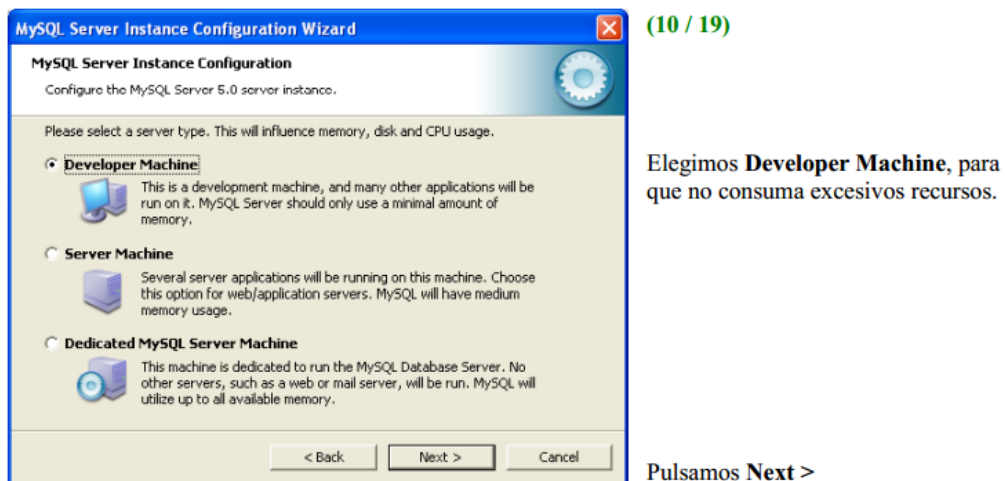 MySQL Server Instance Configuration Wizard
MySQL Server Instance Configuration
Configure the MySQL Server 5.0 server instance.
Please select a server type. This will influence memory, disk and CPU usage.
Developer Machine
This is a development machine, and many other applications will be
run on it. MySQL Server should only use a minimal amount of
memory.
Server Machine
Several server applications will be running on this machine. Choose
this option for web/application servers. MySQL will have medium
memory usage.
Dedicated MySQL Server Machine
This machine is dedicated to run the MySQL Database Server. No
other servers, such as a web or mail server, will be run. MySQL will
utilize up to all available memory.
< Back
Next >
Cancel
(10 / 19)
Elegimos Developer Machine, para
que no consuma excesivos recursos.
Pulsamos Next >